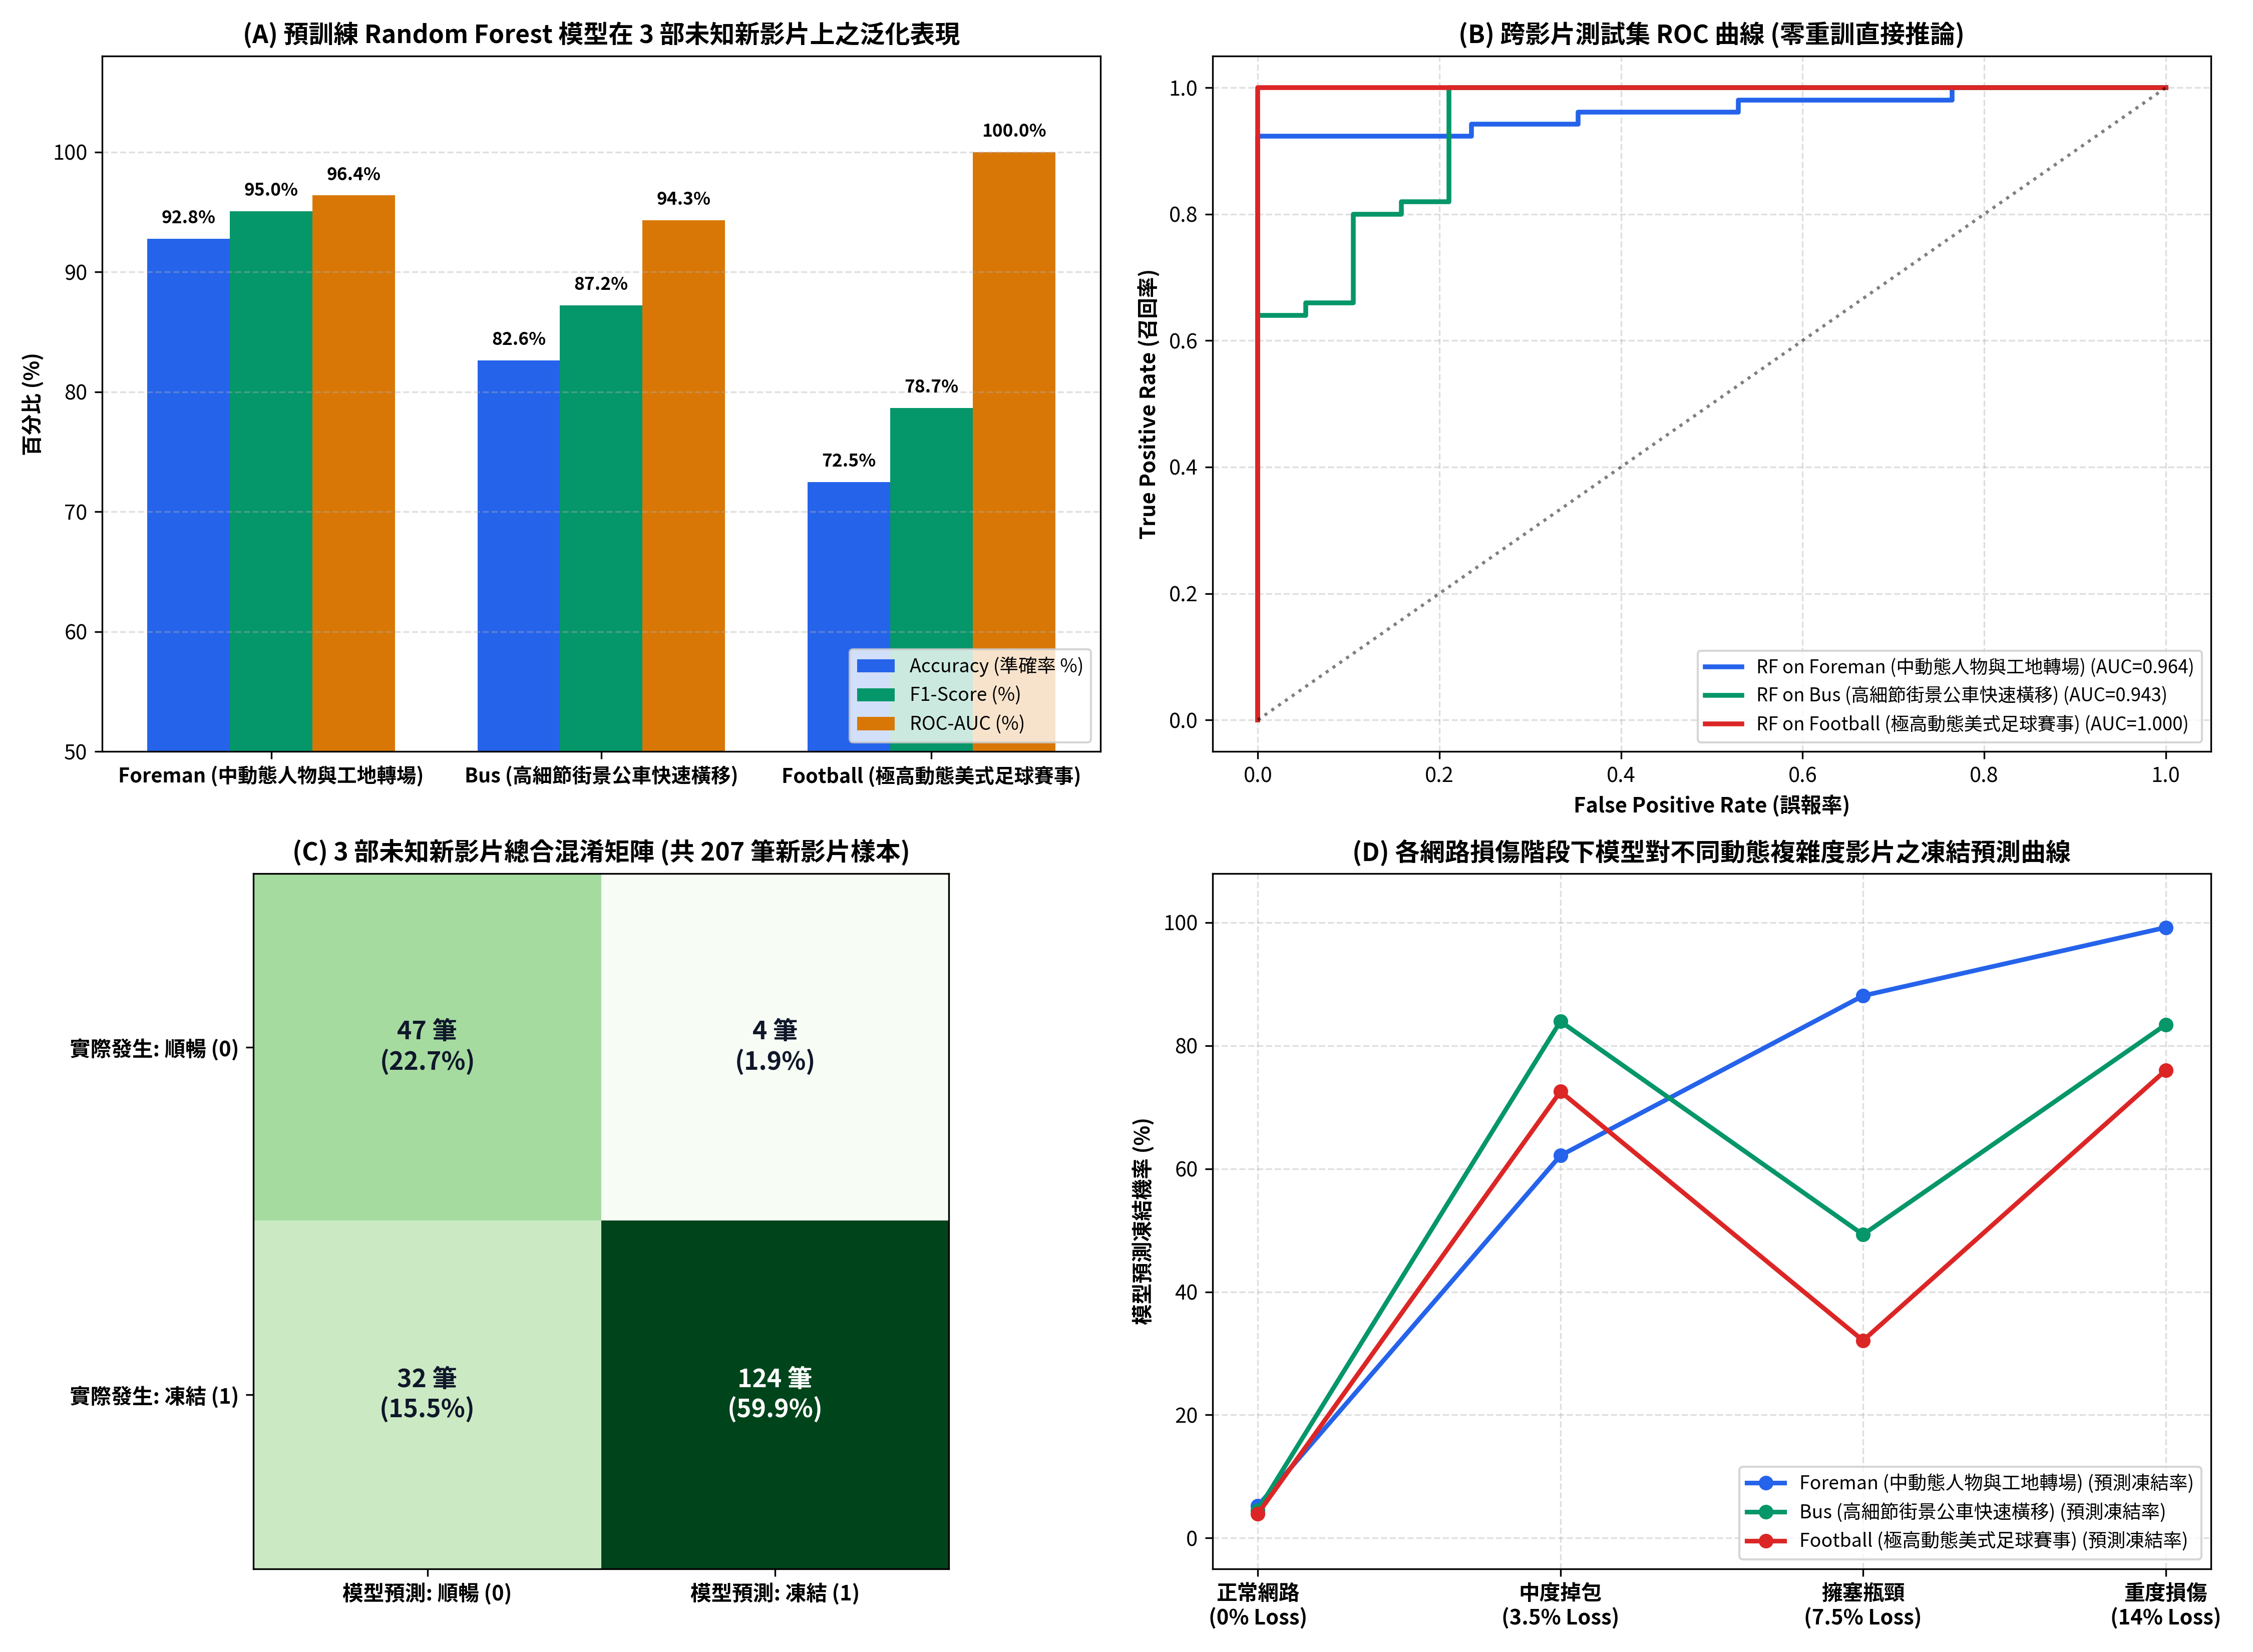 (A) 預訓練 Random Forest 模型在 3 部未知新影片上之泛化表現
百分比 (%)
100
90
80
70
60
50
92.8%
95.0%
96.4%
82.6%
87.2%
94.3%
72.5%
78.7%
100.0%
Accuracy (準確率 %)
F1-Score (%)
ROC-AUC (%)
Foreman (中動態人物與工地轉場)
Bus (高細節街景公車快速橫移)
Football (極高動態美式足球賽事)
(B) 跨影片測試集 ROC 曲線 (零重訓直接推論)
True Positive Rate (召回率)
1.0
0.8
0.6
0.4
0.2
0.0
RF on Foreman (中動態人物與工地轉場) (AUC=0.964)
RF on Bus (高細節街景公車快速橫移) (AUC=0.943)
RF on Football (極高動態美式足球賽事) (AUC=1.000)
0.0
0.2
0.4
0.6
0.8
1.0
False Positive Rate (誤報率)
(C) 3 部未知新影片總合混淆矩陣 (共 207 筆新影片樣本)
實際發生: 順暢 (0)
47 筆
(22.7%)
4 筆
(1.9%)
實際發生: 凍結 (1)
32 筆
(15.5%)
124 筆
(59.9%)
模型預測: 順暢 (0)
模型預測: 凍結 (1)
(D) 各網路損傷階段下模型對不同動態複雜度影片之凍結預測曲線
模型預測凍結機率 (%)
100
80
60
40
20
0
Foreman (中動態人物與工地轉場) (預測凍結率)
Bus (高細節街景公車快速橫移) (預測凍結率)
Football (極高動態美式足球賽事) (預測凍結率)
正常網路
(0% Loss)
中度掉包
(3.5% Loss)
擁塞瓶頸
(7.5% Loss)
重度損傷
(14% Loss)